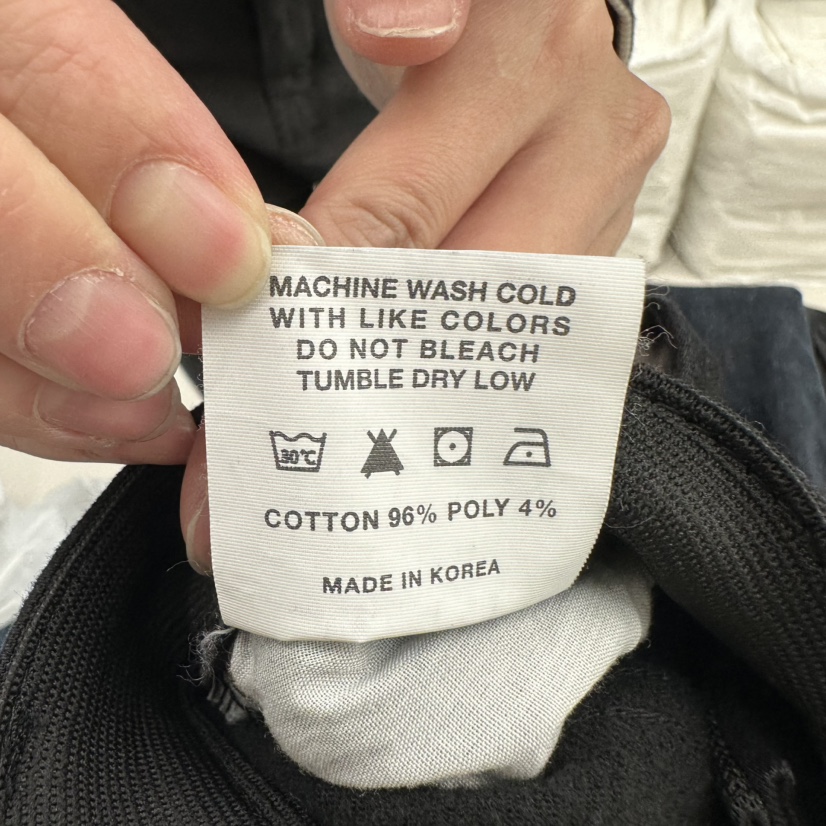 MACHINE WASH COLD
WITH LIKE COLORS
DO NOT BLEACH
TUMBLE DRY LOW
30℃
COTTON 96% POLY 4%
MADE IN KOREA